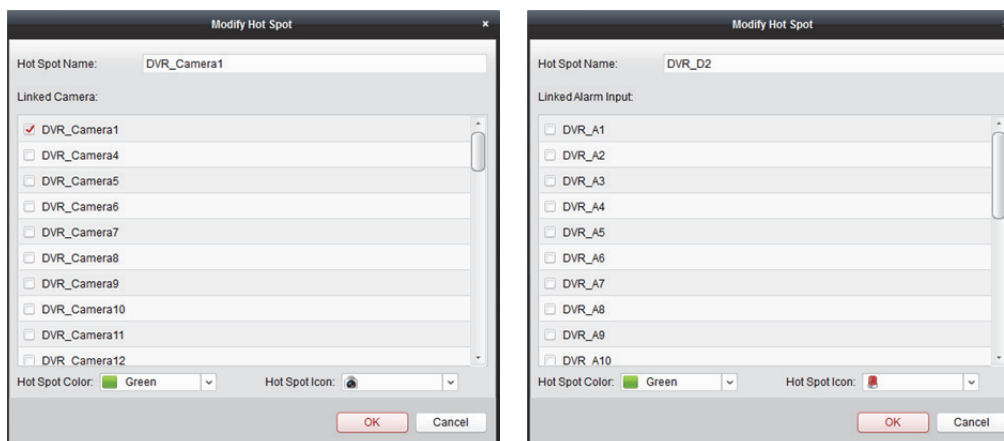 Modify Hot Spot ×
Hot Spot Name: DVR_Camera1
Linked Camera:
DVR_Camera1
DVR_Camera4
DVR_Camera5
DVR_Camera6
DVR_Camera7
DVR_Camera8
DVR_Camera9
DVR_Camera10
DVR_Camera11
DVR_Camera12
Hot Spot Color: Green Hot Spot Icon:
OK Cancel
Modify Hot Spot
Hot Spot Name: DVR_D2
Linked Alarm Input:
DVR_A1
DVR_A2
DVR_A3
DVR_A4
DVR_A5
DVR_A6
DVR_A7
DVR_A8
DVR_A9
DVR_A10
Hot Spot Color: Green Hot Spot Icon:
OK Cancel